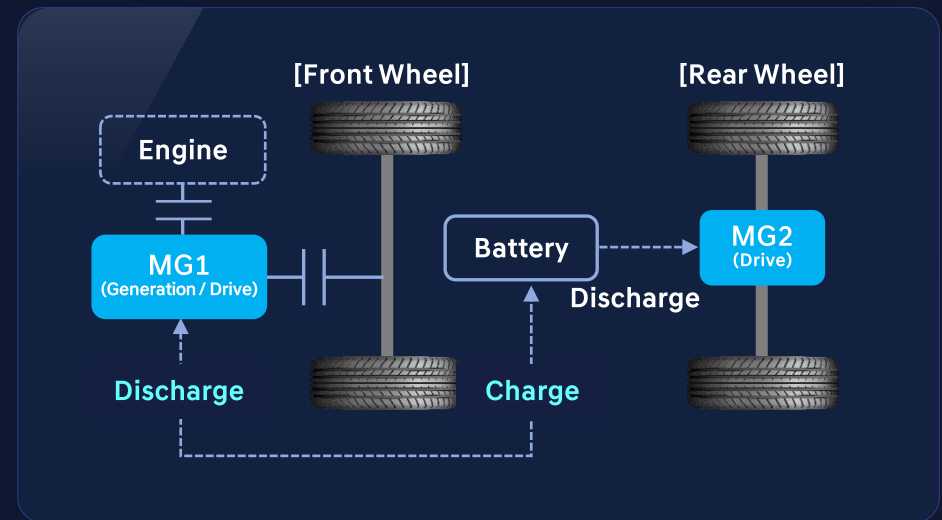 [Front Wheel]
[Rear Wheel]
Engine
MG1
(Generation / Drive)
Battery
MG2
(Drive)
Discharge
Discharge
Charge